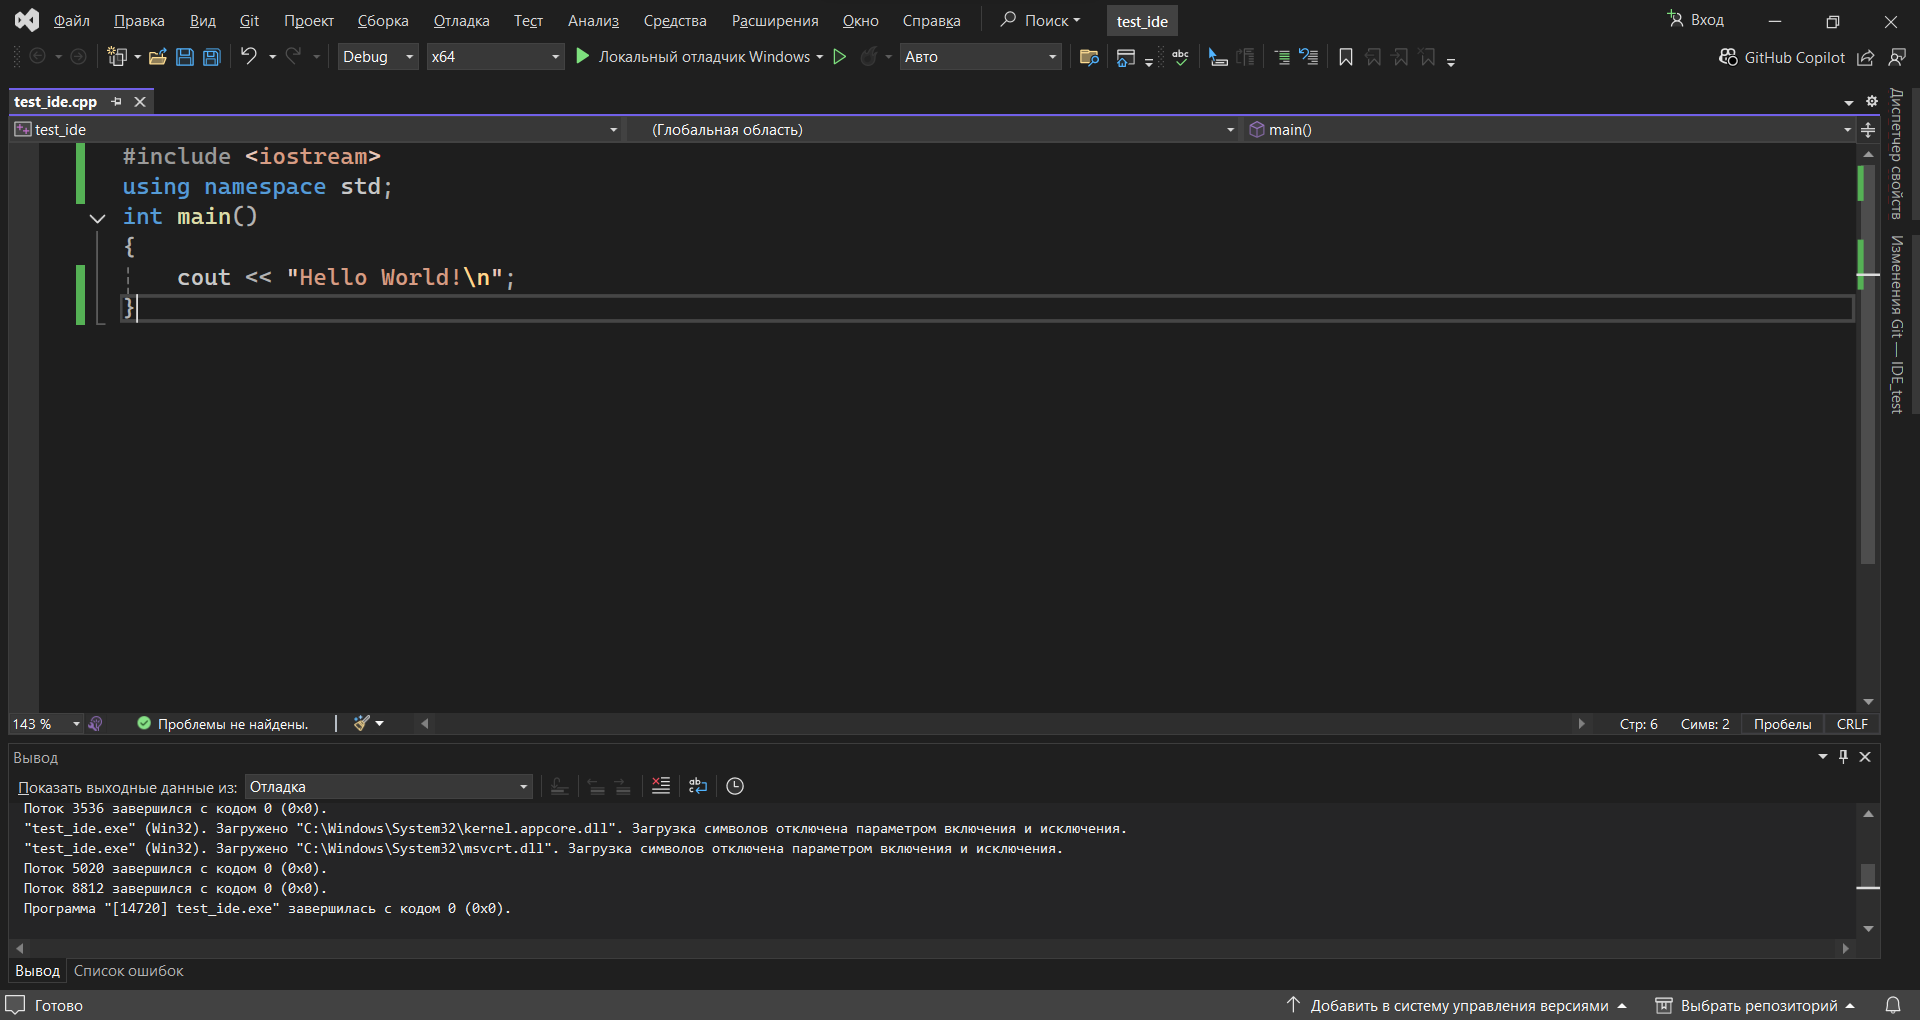 Файл Правка Вид Git Проект Сборка Отладка Тест Анализ Средства Расширения Окно Справка Поиск test_ide Вход
Debug x64 Локальный отладчик Windows Авто abc GitHub Copilot
test_ide.cpp
test_ide (Глобальная область) main()
#include <iostream>
using namespace std;
int main()
{
cout << "Hello World!\n";
}
143 % Проблемы не найдены. Стр: 6 Симв: 2 Пробелы CRLF
Вывод
Показать выходные данные из: Отладка
Поток 3536 завершился с кодом 0 (0x0).
"test_ide.exe" (Win32). Загружено "C:\Windows\System32\kernel.appcore.dll". Загрузка символов отключена параметром включения и исключения.
"test_ide.exe" (Win32). Загружено "C:\Windows\System32\msvcrt.dll". Загрузка символов отключена параметром включения и исключения.
Поток 5020 завершился с кодом 0 (0x0).
Поток 8812 завершился с кодом 0 (0x0).
Программа "[14720] test_ide.exe" завершилась с кодом 0 (0x0).
Вывод Список ошибок
Готово Добавить в систему управления версиями Выбрать репозиторий
Диспетчер свойств
Изменения Git — IDE_test